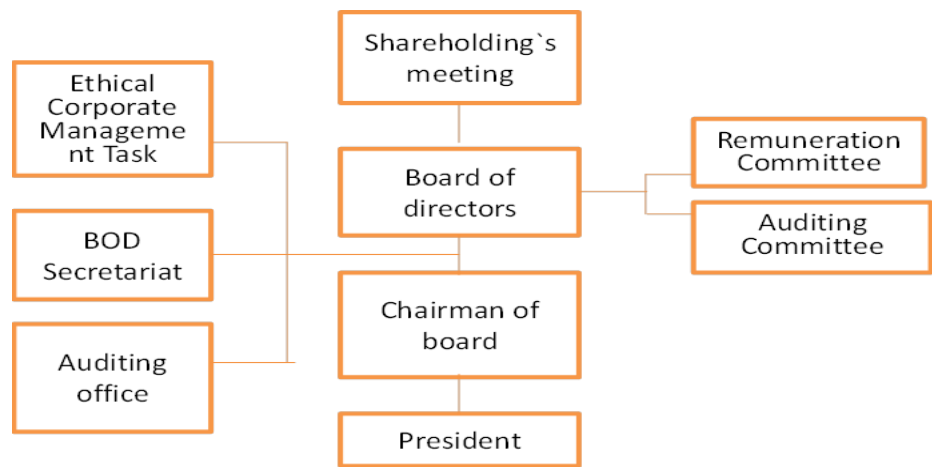 Shareholding`s
meeting
Ethical
Corporate
Manageme
nt Task
Board of
directors
Remuneration
Committee
Auditing
Committee
BOD
Secretariat
Chairman of
board
Auditing
office
President